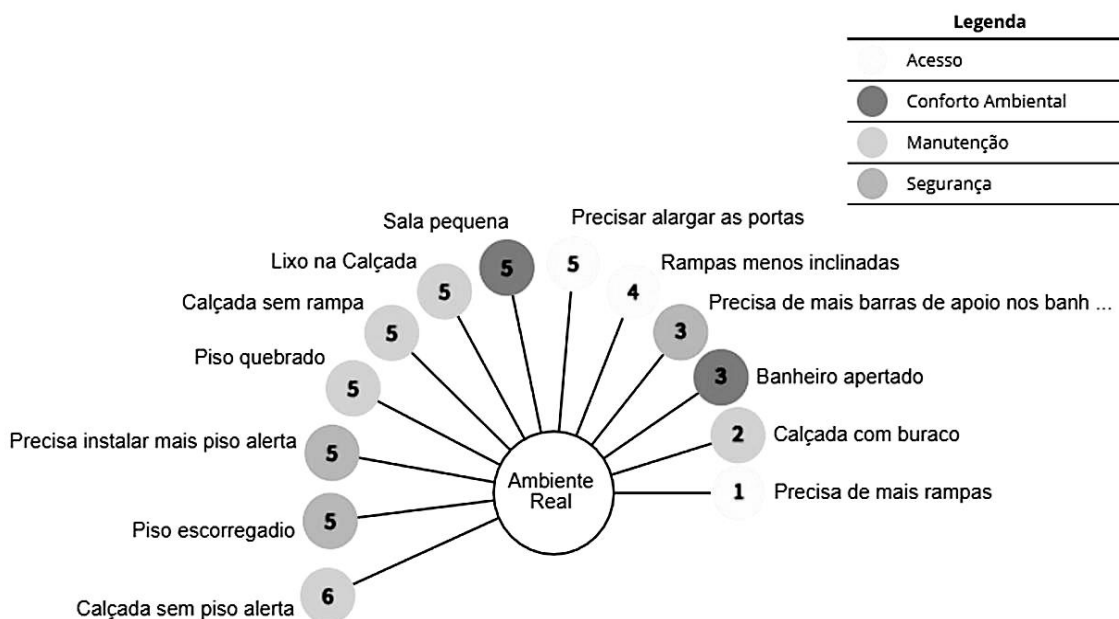 Legenda
Acesso
Conforto Ambiental
Manutenção
Segurança
Sala pequena
5
Precisar alargar as portas
5
Lixo na Calçada
5
Rampas menos inclinadas
4
Calçada sem rampa
5
Precisa de mais barras de apoio nos banh ...
3
Piso quebrado
5
Banheiro apertado
3
Precisa instalar mais piso alerta
5
Calçada com buraco
2
Ambiente
Real
Precisa de mais rampas
1
Piso escorregadio
5
Calçada sem piso alerta
6